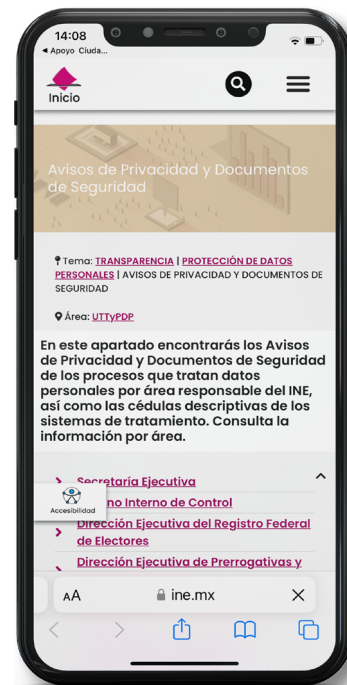 14:08
◀ Apoyo Ciuda...
Inicio
Avisos de Privacidad y Documentos
de Seguridad
Tema: TRANSPARENCIA | PROTECCIÓN DE DATOS
PERSONALES | AVISOS DE PRIVACIDAD Y DOCUMENTOS DE
SEGURIDAD
Área: UTTyPDP
En este apartado encontrarás los Avisos
de Privacidad y Documentos de Seguridad
de los procesos que tratan datos
personales por área responsable del INE,
así como las cédulas descriptivas de los
sistemas de tratamiento. Consulta la
información por área.
Secretaría Ejecutiva
no Interno de Control
Accesibilidad
Dirección Ejecutiva del Registro Federal
de Electores
Dirección Ejecutiva de Prerrogativas y
AA
ine.mx